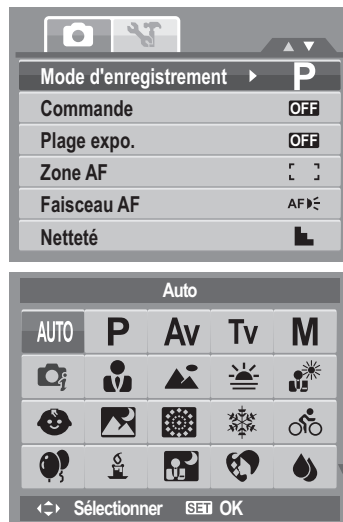 Mode d'enregistrement P
Commande OFF
Plage expo. OFF
Zone AF
Faisceau AF AF
Netteté
Auto
AUTO P Av Tv M
Sélectionner SET OK